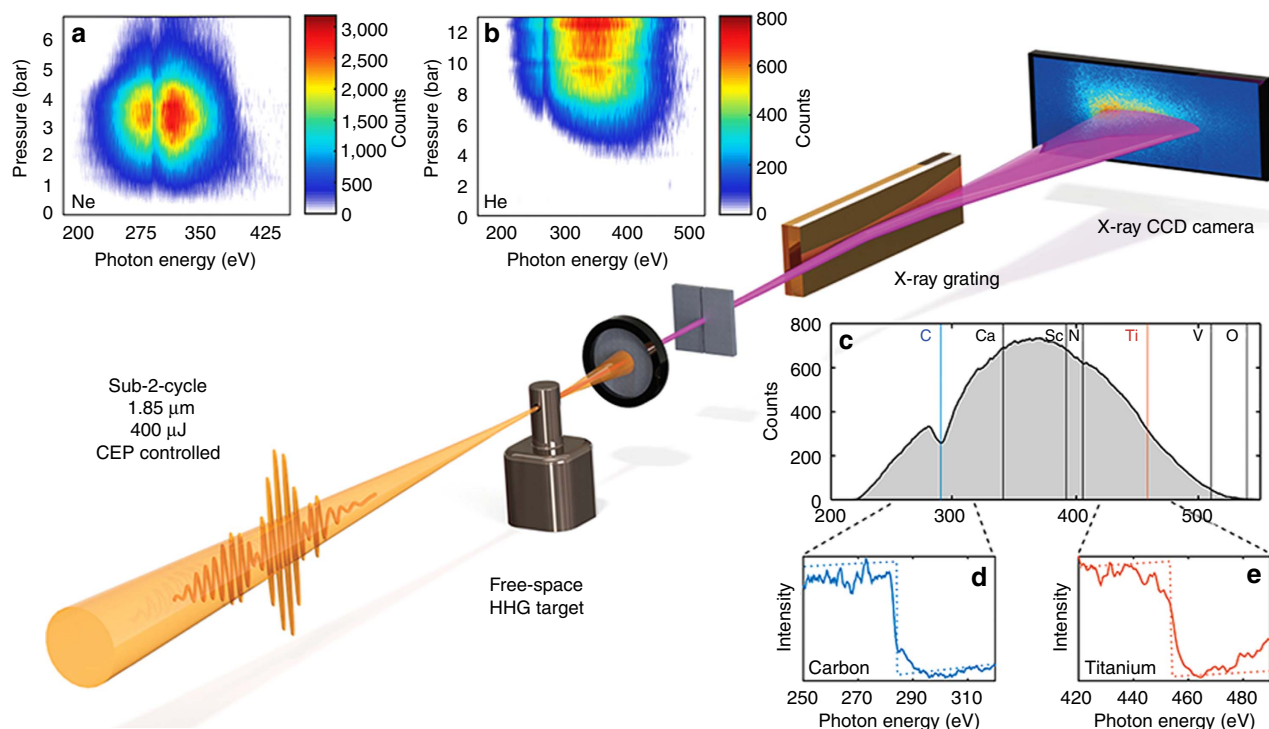 a
Pressure (bar)
6
5
4
3
2
1
0
Ne
200 275 350 425
Photon energy (eV)
3,000
2,500
2,000
1,500
1,000
500
0
Counts
b
Pressure (bar)
12
10
8
6
4
2
0
He
200 300 400 500
Photon energy (eV)
800
600
400
200
0
Counts
X-ray CCD camera
X-ray grating
Sub-2-cycle
1.85 μm
400 μJ
CEP controlled
Free-space
HHG target
c
C Ca Sc N Ti V O
Counts
800
600
400
200
0
200 300 400 500
d
Intensity
Carbon
250 270 290 310
Photon energy (eV)
e
Intensity
Titanium
420 440 460 480
Photon energy (eV)